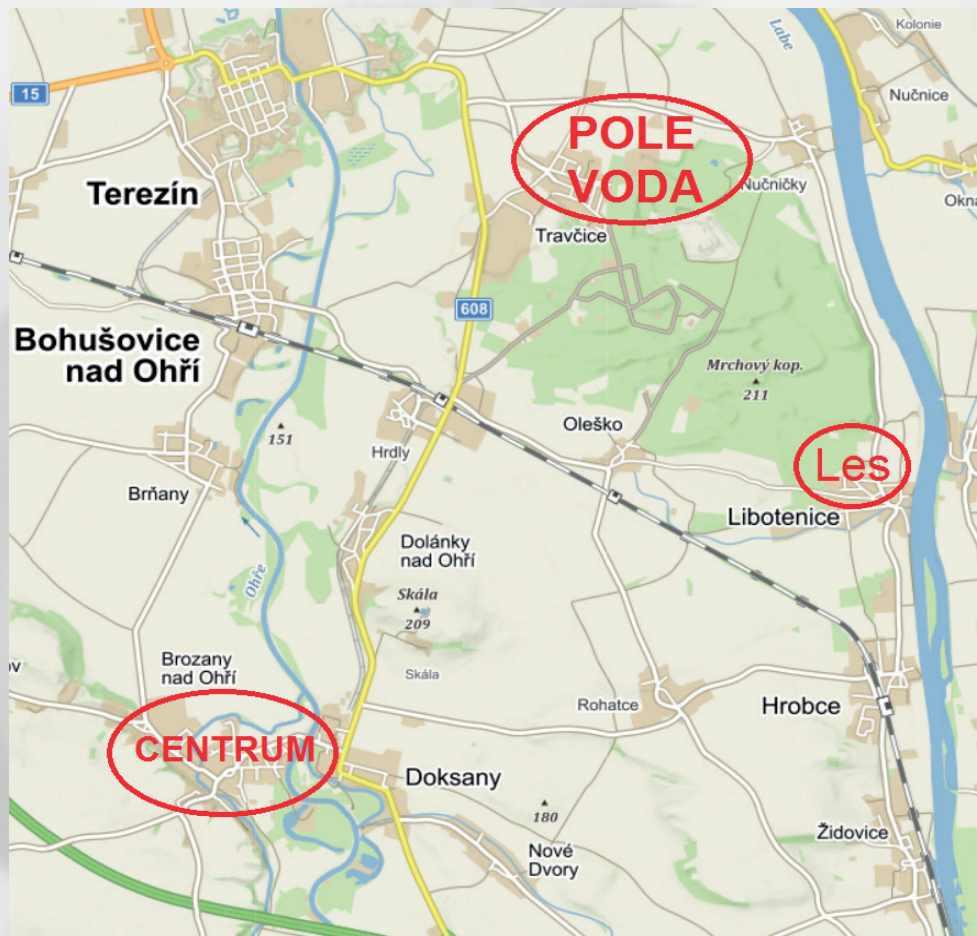 Kolonie
Labe
15
Nučnice
POLE
VODA
Terezín
Nučničky
Okna
Travčice
608
Bohušovice
nad Ohří
Mrchový kop.
211
Oleško
151
Hrdly
Les
Brňany
Libotenice
Dolánky
nad Ohří
Ohře
Skála
209
Brozany
nad Ohří
Skála
ov
Rohatce
Hrobce
CENTRUM
Doksany
180
Židovice
Nové
Dvory